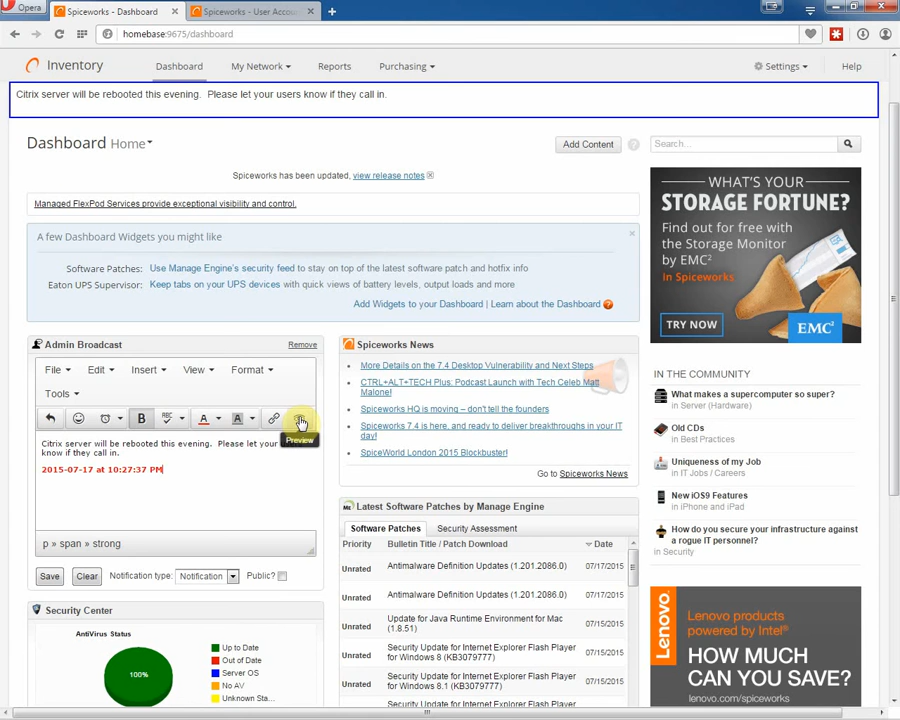 Opera
Spiceworks - Dashboard
Spiceworks - User Accou
homebase:9675/dashboard
Inventory
Dashboard
My Network
Reports
Purchasing
Settings
Help
Citrix server will be rebooted this evening.  Please let your users know if they call in.
Dashboard Home
Add Content
?
Search...
Spiceworks has been updated, view release notes
Managed FlexPod Services provide exceptional visibility and control.
A few Dashboard Widgets you might like
Software Patches: Use Manage Engine's security feed to stay on top of the latest software patch and hotfix info
Eaton UPS Supervisor: Keep tabs on your UPS devices with quick views of battery levels, output loads and more
Add Widgets to your Dashboard | Learn about the Dashboard ?
WHAT'S YOUR
STORAGE FORTUNE?
Find out for free with
the Storage Monitor
by EMC²
in Spiceworks
TRY NOW
EMC²
Admin Broadcast
Remove
File
Edit
Insert
View
Format
Tools
B
A
A
Preview
Citrix server will be rebooted this evening.  Please let your
know if they call in.
2015-07-17 at 10:27:37 PM
p » span » strong
Save
Clear
Notification type:
Notification
Public?
Security Center
AntiVirus Status
100%
Up to Date
Out of Date
Server OS
No AV
Unknown Sta...
Spiceworks News
More Details on the 7.4 Desktop Vulnerability and Next Steps
CTRL+ALT+TECH Plus: Podcast Launch with Tech Celeb Matt
Malone!
Spiceworks HQ is moving – don't tell the founders
Spiceworks 7.4 is here, and ready to deliver breakthroughs in your IT
day!
SpiceWorld London 2015 Blockbuster!
Go to Spiceworks News
Latest Software Patches by Manage Engine
Software Patches
Security Assessment
Priority
Bulletin Title / Patch Download
Date
Unrated
Antimalware Definition Updates (1.201.2086.0)
07/17/2015
Unrated
Antimalware Definition Updates (1.201.2086.0)
07/17/2015
Unrated
Update for Java Runtime Environment for Mac
(1.8.51)
07/15/2015
Unrated
Security Update for Internet Explorer Flash Player
for Windows 8 (KB3079777)
07/15/2015
Unrated
Security Update for Internet Explorer Flash Player
for Windows 8.1 (KB3079777)
07/15/2015
Security Update for Internet Explorer Flash Player
IN THE COMMUNITY
What makes a supercomputer so super?
in Server (Hardware)
Old CDs
in Best Practices
Uniqueness of my Job
in IT Jobs / Careers
New iOS9 Features
in iPhone and iPad
How do you secure your infrastructure against
a rogue IT personnel?
in Security
Lenovo
Lenovo products
powered by Intel®
HOW MUCH
CAN YOU SAVE?
lenovo.com/spiceworks